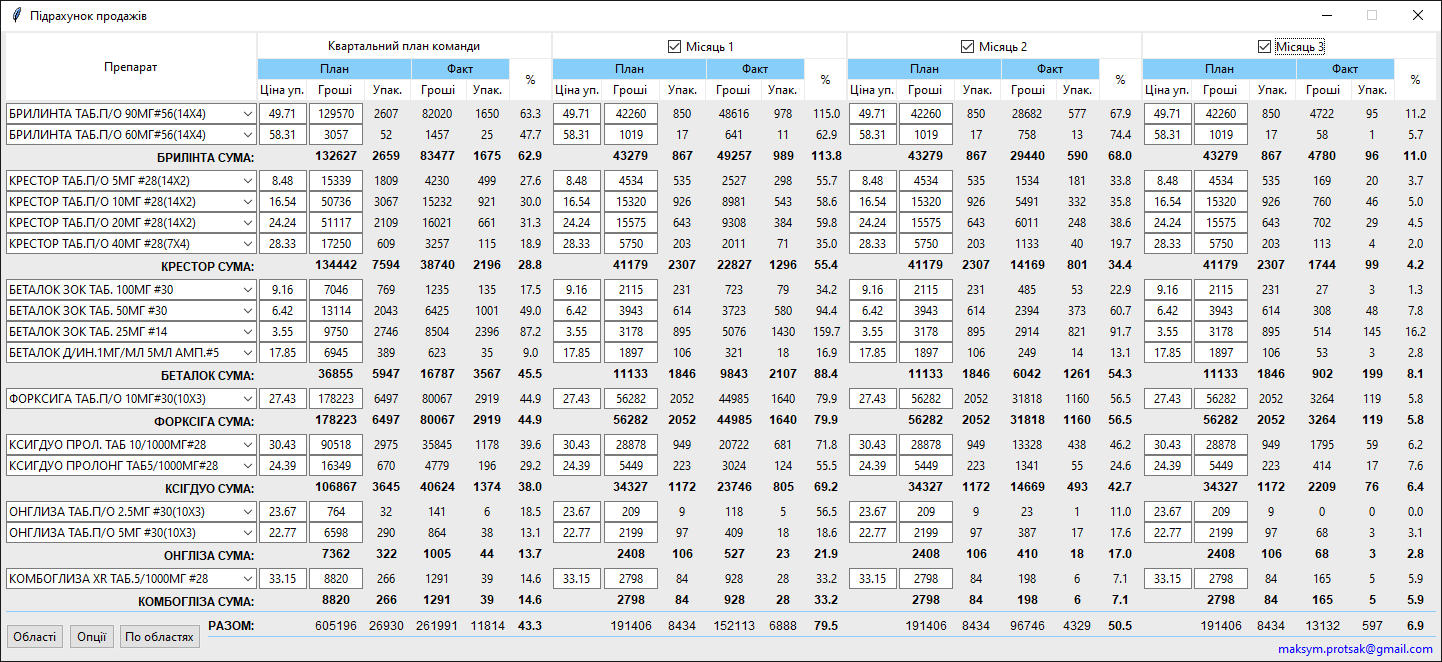 Підрахунок продажів
Препарат Квартальний план команди Місяць 1 Місяць 2 Місяць 3
План Факт % План Факт % План Факт % План Факт %
Ціна уп. Гроші Упак. Гроші Упак. Ціна уп. Гроші Упак. Гроші Упак. Ціна уп. Гроші Упак. Гроші Упак. Ціна уп. Гроші Упак. Гроші Упак.
БРИЛИНТА ТАБ.П/О 90МГ#56(14Х4) 49.71 129570 2607 82020 1650 63.3 49.71 42260 850 48616 978 115.0 49.71 42260 850 28682 577 67.9 49.71 42260 850 4722 95 11.2
БРИЛИНТА ТАБ.П/О 60МГ#56(14Х4) 58.31 3057 52 1457 25 47.7 58.31 1019 17 641 11 62.9 58.31 1019 17 758 13 74.4 58.31 1019 17 58 1 5.7
БРИЛІНТА СУМА: 132627 2659 83477 1675 62.9 43279 867 49257 989 113.8 43279 867 29440 590 68.0 43279 867 4780 96 11.0
КРЕСТОР ТАБ.П/О 5МГ #28(14Х2) 8.48 15339 1809 4230 499 27.6 8.48 4534 535 2527 298 55.7 8.48 4534 535 1534 181 33.8 8.48 4534 535 169 20 3.7
КРЕСТОР ТАБ.П/О 10МГ #28(14Х2) 16.54 50736 3067 15232 921 30.0 16.54 15320 926 8981 543 58.6 16.54 15320 926 5491 332 35.8 16.54 15320 926 760 46 5.0
КРЕСТОР ТАБ.П/О 20МГ #28(14Х2) 24.24 51117 2109 16021 661 31.3 24.24 15575 643 9308 384 59.8 24.24 15575 643 6011 248 38.6 24.24 15575 643 702 29 4.5
КРЕСТОР ТАБ.П/О 40МГ #28(7Х4) 28.33 17250 609 3257 115 18.9 28.33 5750 203 2011 71 35.0 28.33 5750 203 1133 40 19.7 28.33 5750 203 113 4 2.0
КРЕСТОР СУМА: 134442 7594 38740 2196 28.8 41179 2307 22827 1296 55.4 41179 2307 14169 801 34.4 41179 2307 1744 99 4.2
БЕТАЛОК ЗОК ТАБ. 100МГ #30 9.16 7046 769 1235 135 17.5 9.16 2115 231 723 79 34.2 9.16 2115 231 485 53 22.9 9.16 2115 231 27 3 1.3
БЕТАЛОК ЗОК ТАБ. 50МГ #30 6.42 13114 2043 6425 1001 49.0 6.42 3943 614 3723 580 94.4 6.42 3943 614 2394 373 60.7 6.42 3943 614 308 48 7.8
БЕТАЛОК ЗОК ТАБ. 25МГ #14 3.55 9750 2746 8504 2396 87.2 3.55 3178 895 5076 1430 159.7 3.55 3178 895 2914 821 91.7 3.55 3178 895 514 145 16.2
БЕТАЛОК Д/ИН.1МГ/МЛ 5МЛ АМП.#5 17.85 6945 389 623 35 9.0 17.85 1897 106 321 18 16.9 17.85 1897 106 249 14 13.1 17.85 1897 106 53 3 2.8
БЕТАЛОК СУМА: 36855 5947 16787 3567 45.5 11133 1846 9843 2107 88.4 11133 1846 6042 1261 54.3 11133 1846 902 199 8.1
ФОРКСИГА ТАБ.П/О 10МГ#30(10Х3) 27.43 178223 6497 80067 2919 44.9 27.43 56282 2052 44985 1640 79.9 27.43 56282 2052 31818 1160 56.5 27.43 56282 2052 3264 119 5.8
ФОРКСІГА СУМА: 178223 6497 80067 2919 44.9 56282 2052 44985 1640 79.9 56282 2052 31818 1160 56.5 56282 2052 3264 119 5.8
КСИГДУО ПРОЛ. ТАБ 10/1000МГ#28 30.43 90518 2975 35845 1178 39.6 30.43 28878 949 20722 681 71.8 30.43 28878 949 13328 438 46.2 30.43 28878 949 1795 59 6.2
КСИГДУО ПРОЛОНГ ТАБ5/1000МГ#28 24.39 16349 670 4779 196 29.2 24.39 5449 223 3024 124 55.5 24.39 5449 223 1341 55 24.6 24.39 5449 223 414 17 7.6
КСІГДУО СУМА: 106867 3645 40624 1374 38.0 34327 1172 23746 805 69.2 34327 1172 14669 493 42.7 34327 1172 2209 76 6.4
ОНГЛИЗА ТАБ.П/О 2.5МГ #30(10Х3) 23.67 764 32 141 6 18.5 23.67 209 9 118 5 56.5 23.67 209 9 23 1 11.0 23.67 209 9 0 0 0.0
ОНГЛИЗА ТАБ.П/О 5МГ #30(10Х3) 22.77 6598 290 864 38 13.1 22.77 2199 97 409 18 18.6 22.77 2199 97 387 17 17.6 22.77 2199 97 68 3 3.1
ОНГЛІЗА СУМА: 7362 322 1005 44 13.7 2408 106 527 23 21.9 2408 106 410 18 17.0 2408 106 68 3 2.8
КОМБОГЛИЗА XR ТАБ.5/1000МГ #28 33.15 8820 266 1291 39 14.6 33.15 2798 84 928 28 33.2 33.15 2798 84 198 6 7.1 33.15 2798 84 165 5 5.9
КОМБОГЛІЗА СУМА: 8820 266 1291 39 14.6 2798 84 928 28 33.2 2798 84 198 6 7.1 2798 84 165 5 5.9
РАЗОМ: 605196 26930 261991 11814 43.3 191406 8434 152113 6888 79.5 191406 8434 96746 4329 50.5 191406 8434 13132 597 6.9
Області Опції По областях
maksym.protsak@gmail.com